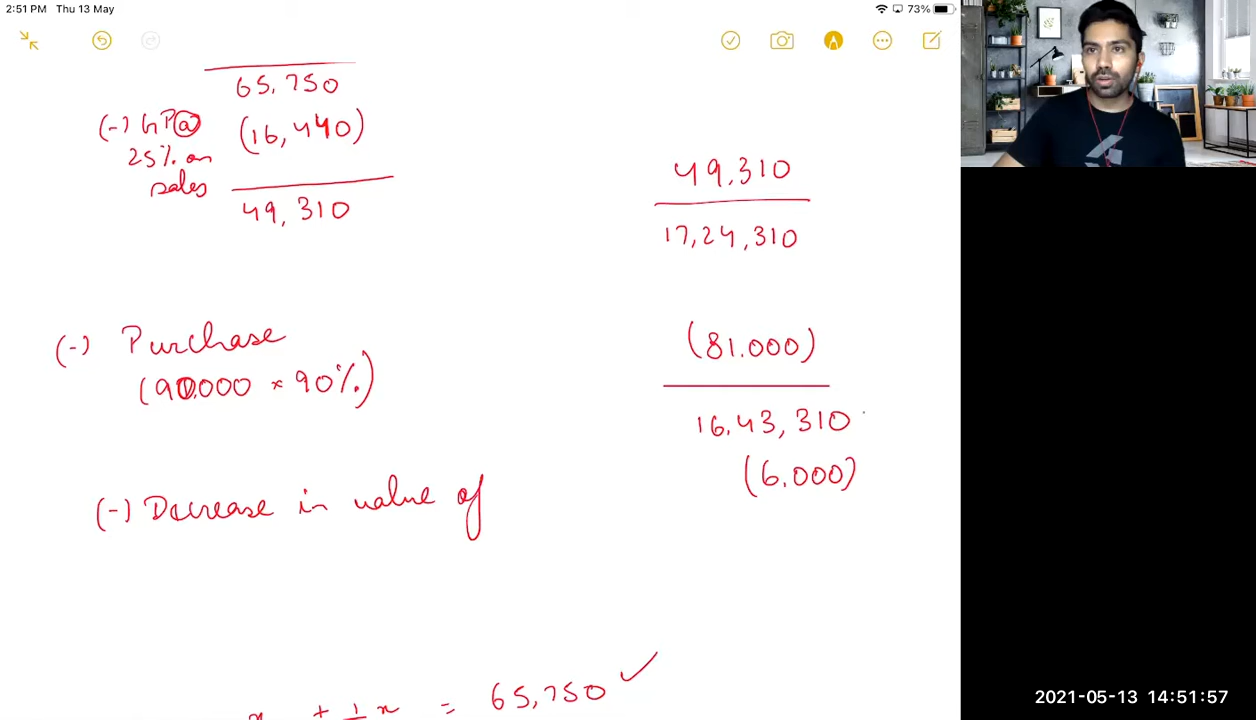 2:51 PM Thu 13 May
73%
65,750
(-) GP@ (16,440)
25% on
sales
49,310
49,310
17,24,310
(-) Purchase (81.000)
(90,000 × 90%)
16,43,310
(6.000)
(-) Decrease in value of
x + 1 x = 65,750 ✓
2021-05-13 14:51:57